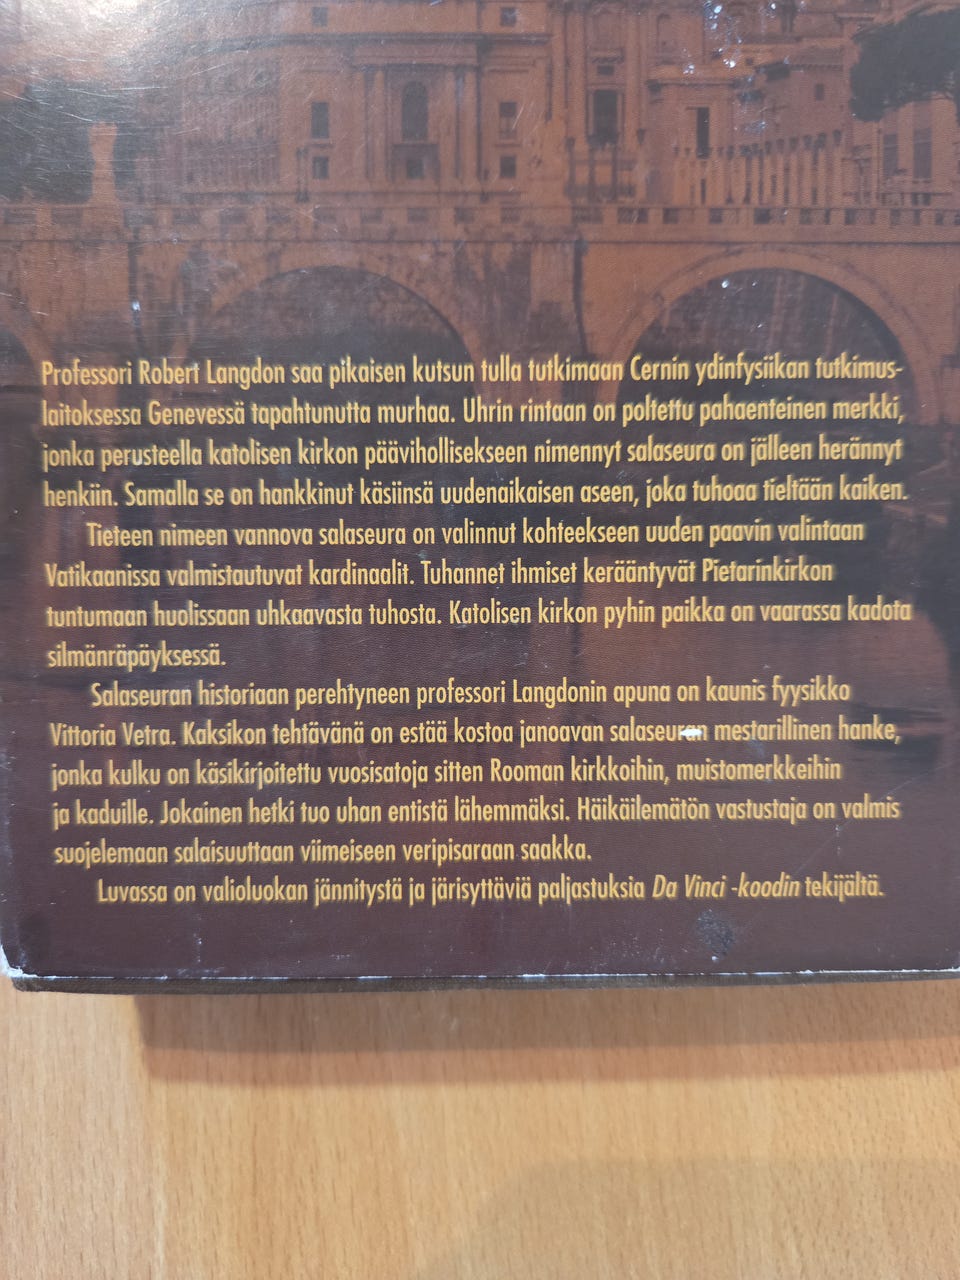 Professori Robert Langdon saa pikaisen kutsun tulla tutkimaan Cernin ydinfysiikan tutkimus-
laitoksessa Genevessä tapahtunutta murhaa. Uhrin rintaan on poltettu pahaenteinen merkki,
jonka perusteella katolisen kirkon päävihollisekseen nimennyt salaseura on jälleen herännyt
henkiin. Samalla se on hankkinut käsiinsä uudenaikaisen aseen, joka tuhoaa tieltään kaiken.
Tieteen nimeen vannova salaseura on valinnut kohteekseen uuden paavin valintaan
Vatikaanissa valmistautuvat kardinaalit. Tuhannet ihmiset kerääntyvät Pietarinkirkon
tuntumaan huolissaan uhkaavasta tuhosta. Katolisen kirkon pyhin paikka on vaarassa kadota
silmänräpäyksessä.
Salaseuran historiaan perehtyneen professori Langdonin apuna on kaunis fyysikko
Vittoria Vetra. Kaksikon tehtävänä on estää kostoa janoavan salaseuran mestarillinen hanke,
jonka kulku on käsikirjoitettu vuosisatoja sitten Rooman kirkkoihin, muistomerkkeihin
ja kaduille. Jokainen hetki tuo uhan entistä lähemmäksi. Häikäilemätön vastustaja on valmis
suojelemaan salaisuuttaan viimeiseen veripisaraan saakka.
Luvassa on valioluokan jännitystä ja järisyttäviä paljastuksia Da Vinci -koodin tekijältä.